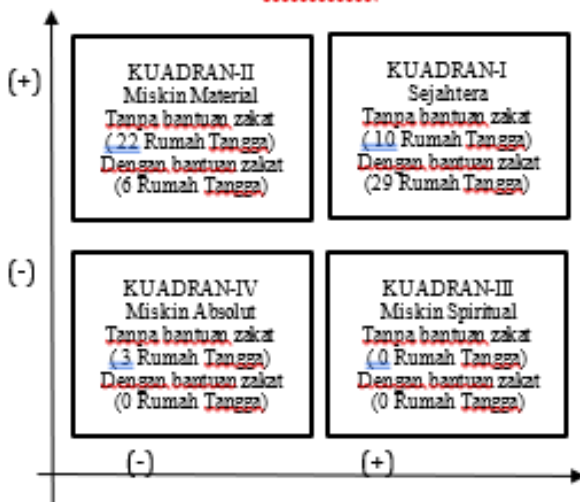 (+)
KUADRAN-II
Miskin Material
Tanpa bantuan zakat
( 22 Rumah Tangga)
Dengan bantuan zakat
(6 Rumah Tangga)
KUADRAN-I
Sejahtera
Tanpa bantuan zakat
( 10 Rumah Tangga)
Dengan bantuan zakat
(29 Rumah Tangga)
(-)
KUADRAN-IV
Miskin Absolut
Tanpa bantuan zakat
( 3 Rumah Tangga)
Dengan bantuan zakat
(0 Rumah Tangga)
KUADRAN-III
Miskin Spiritual
Tanpa bantuan zakat
( 0 Rumah Tangga)
Dengan bantuan zakat
(0 Rumah Tangga)
(-)
(+)